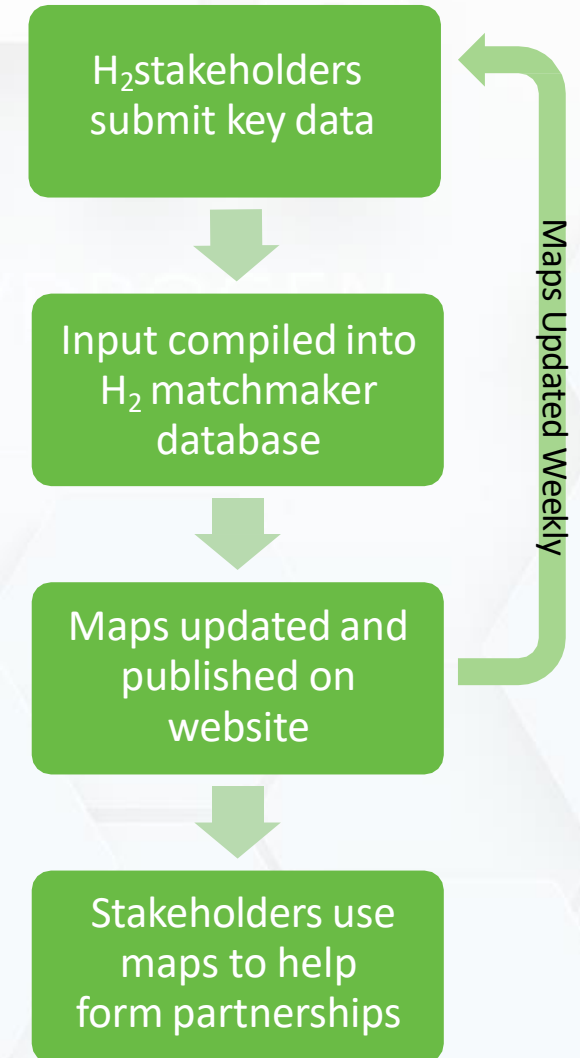 H₂stakeholders
submit key data
Input compiled into
H₂ matchmaker
database
Maps updated and
published on
website
Stakeholders use
maps to help
form partnerships
Maps Updated Weekly